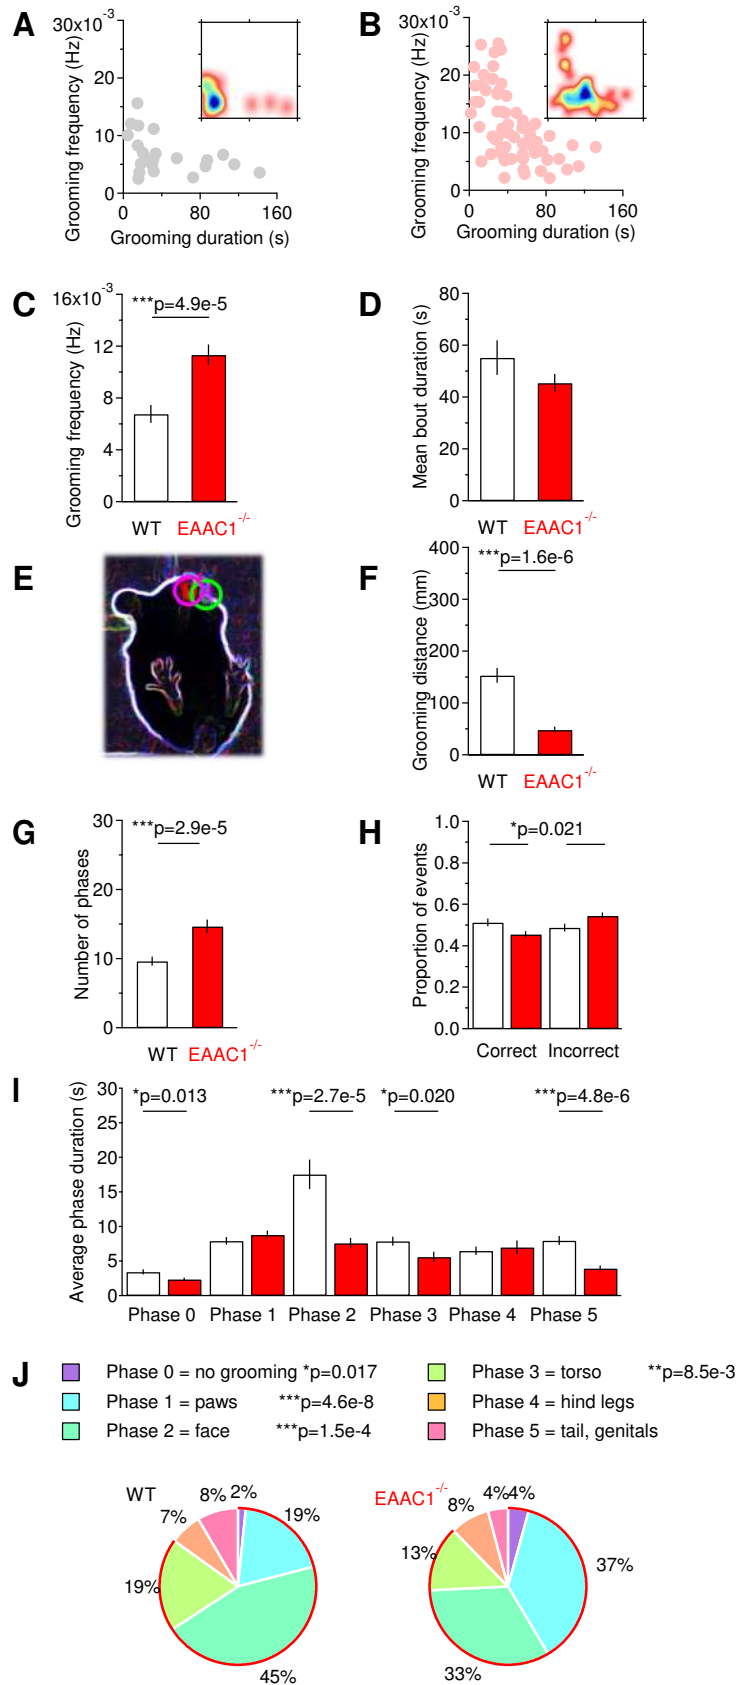 A
Grooming frequency (Hz)
30x10-3
20
10
0
0 80 160
Grooming duration (s)
B
Grooming frequency (Hz)
30x10-3
20
10
0
0 80 160
Grooming duration (s)
C
Grooming frequency (Hz)
16x10-3
12
8
4
0
***p=4.9e-5
WT EAAC1-/-
D
Mean bout duration (s)
80
60
40
20
0
WT EAAC1-/-
E
F
Grooming distance (mm)
400
300
200
100
0
***p=1.6e-6
WT EAAC1-/-
G
Number of phases
30
20
10
0
***p=2.9e-5
WT EAAC1-/-
H
Proportion of events
1.0
0.8
0.6
0.4
0.2
0.0
*p=0.021
Correct Incorrect
I
Average phase duration (s)
30
25
20
15
10
5
0
*p=0.013 ***p=2.7e-5 *p=0.020 ***p=4.8e-6
Phase 0 Phase 1 Phase 2 Phase 3 Phase 4 Phase 5
J
Phase 0 = no grooming *p=0.017
Phase 1 = paws ***p=4.6e-8
Phase 2 = face ***p=1.5e-4
Phase 3 = torso **p=8.5e-3
Phase 4 = hind legs
Phase 5 = tail, genitals
WT
2%
19%
45%
19%
7%
8%
EAAC1-/-
4%
37%
33%
13%
8%
4%